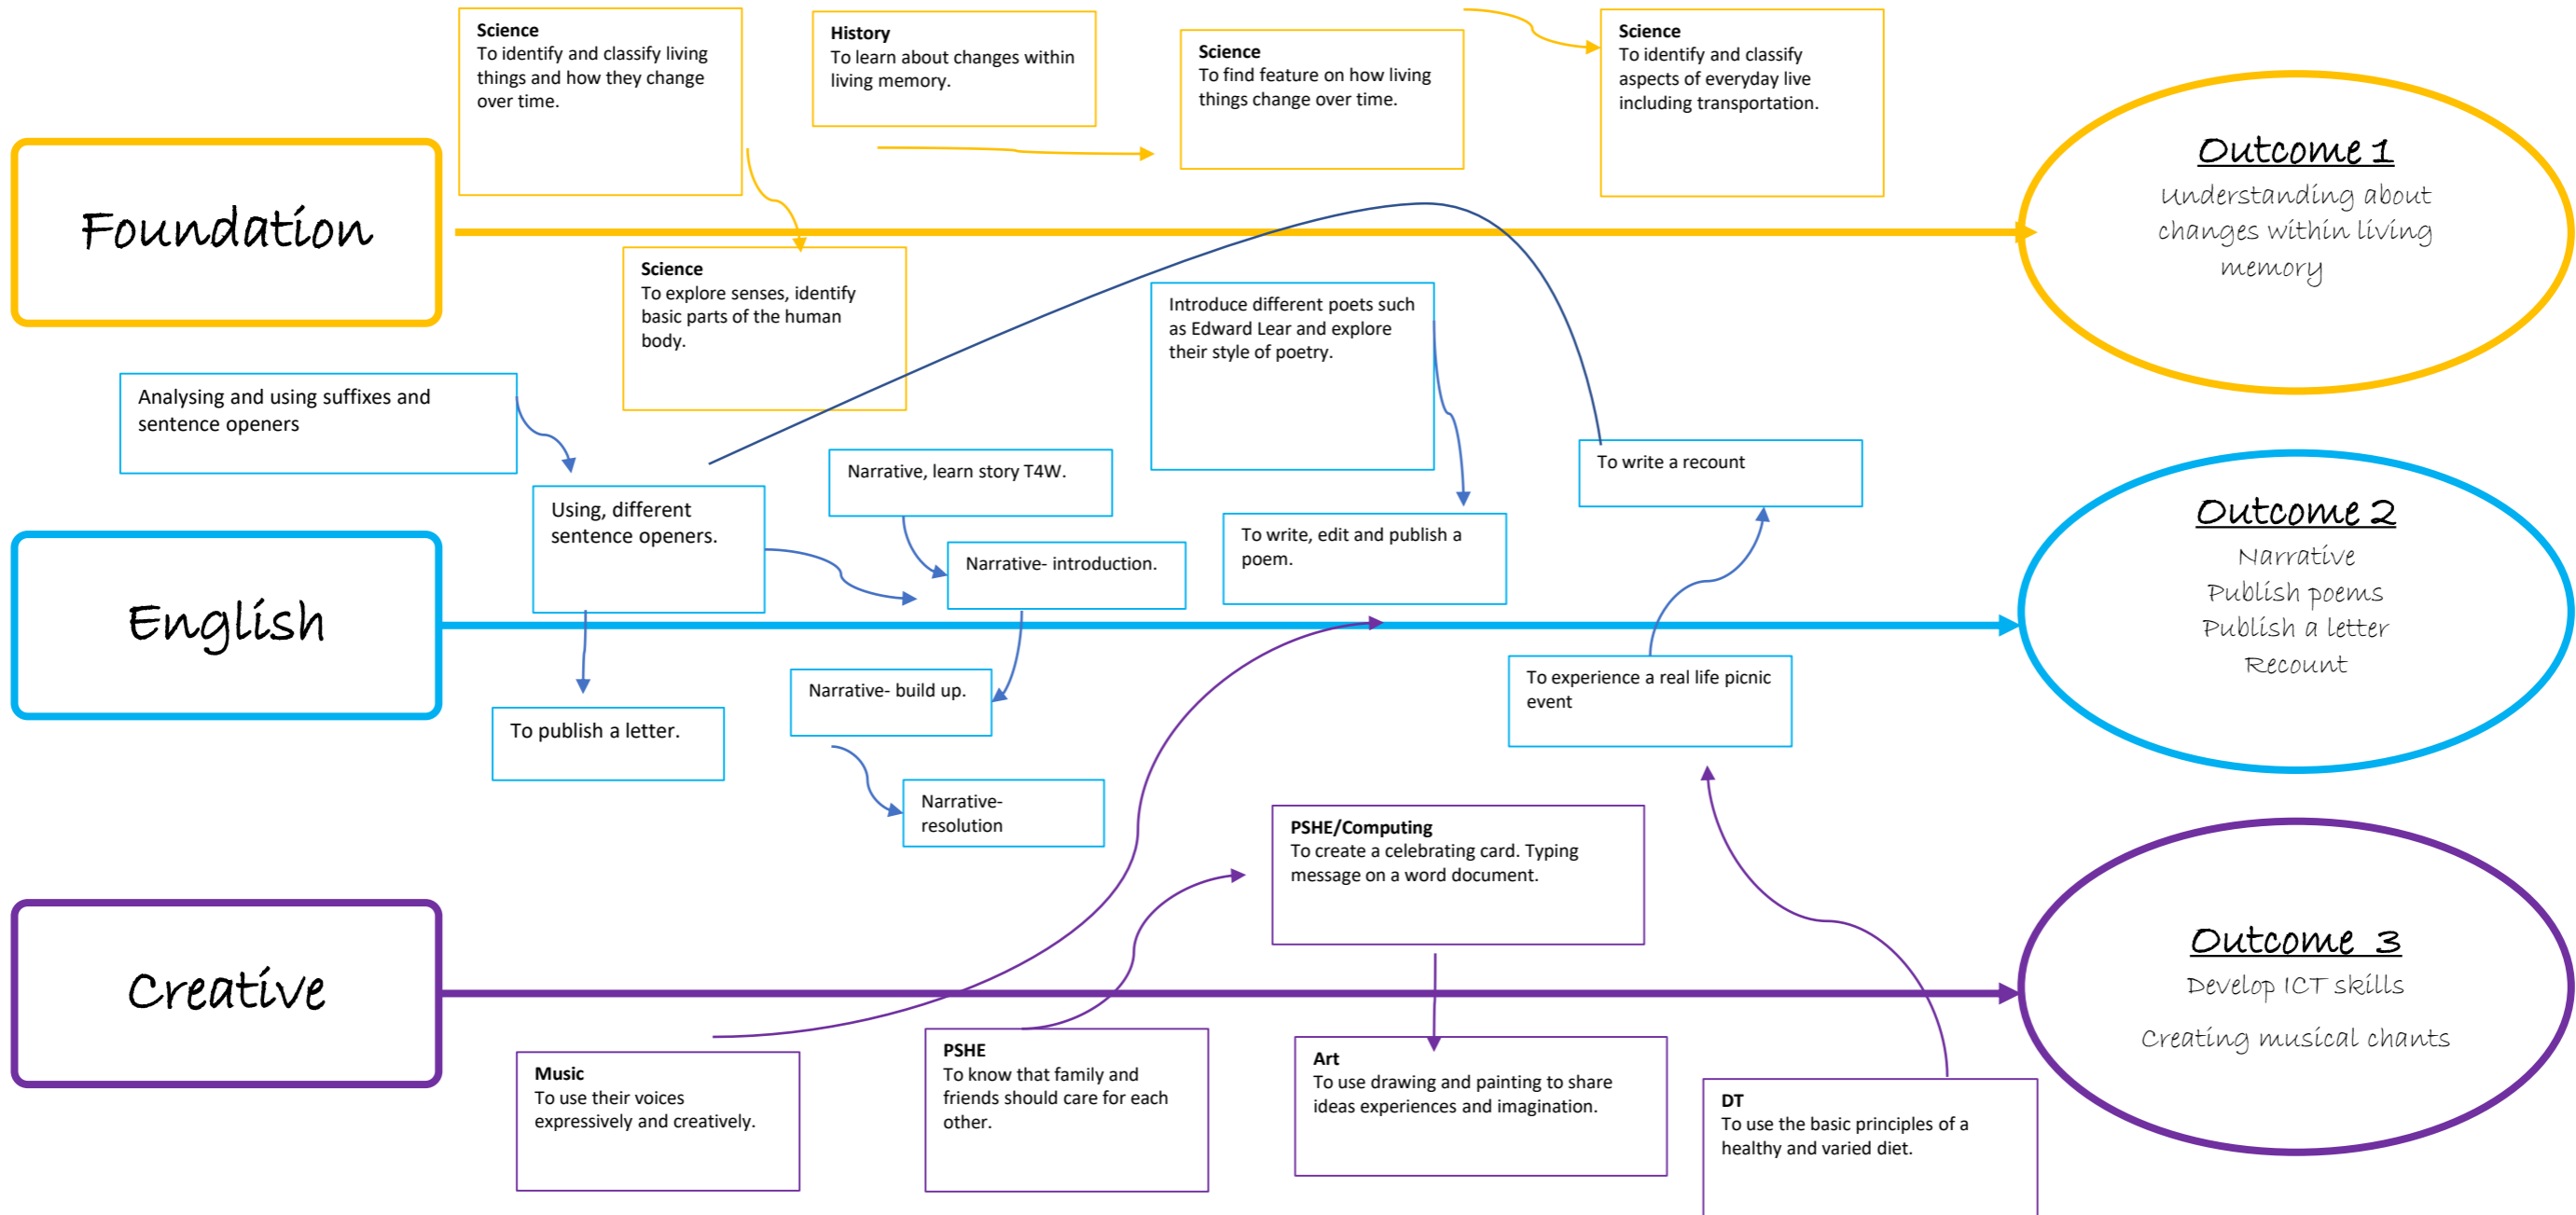 Science
To identify and classify living
things and how they change
over time.
History
To learn about changes within
living memory.
Science
To find feature on how living
things change over time.
Science
To identify and classify
aspects of everyday live
including transportation.
Foundation
Outcome 1
Understanding about
changes within living
memory
Science
To explore senses, identify
basic parts of the human
body.
Introduce different poets such
as Edward Lear and explore
their style of poetry.
Analysing and using suffixes and
sentence openers
Using, different
sentence openers.
Narrative, learn story T4W.
Narrative- introduction.
To write, edit and publish a
poem.
To write a recount
English
Outcome 2
Narrative
Publish poems
Publish a letter
Recount
To publish a letter.
Narrative- build up.
Narrative-
resolution
To experience a real life picnic
event
PSHE/Computing
To create a celebrating card. Typing
message on a word document.
Creative
Outcome 3
Develop ICT skills
Creating musical chants
Music
To use their voices
expressively and creatively.
PSHE
To know that family and
friends should care for each
other.
Art
To use drawing and painting to share
ideas experiences and imagination.
DT
To use the basic principles of a
healthy and varied diet.